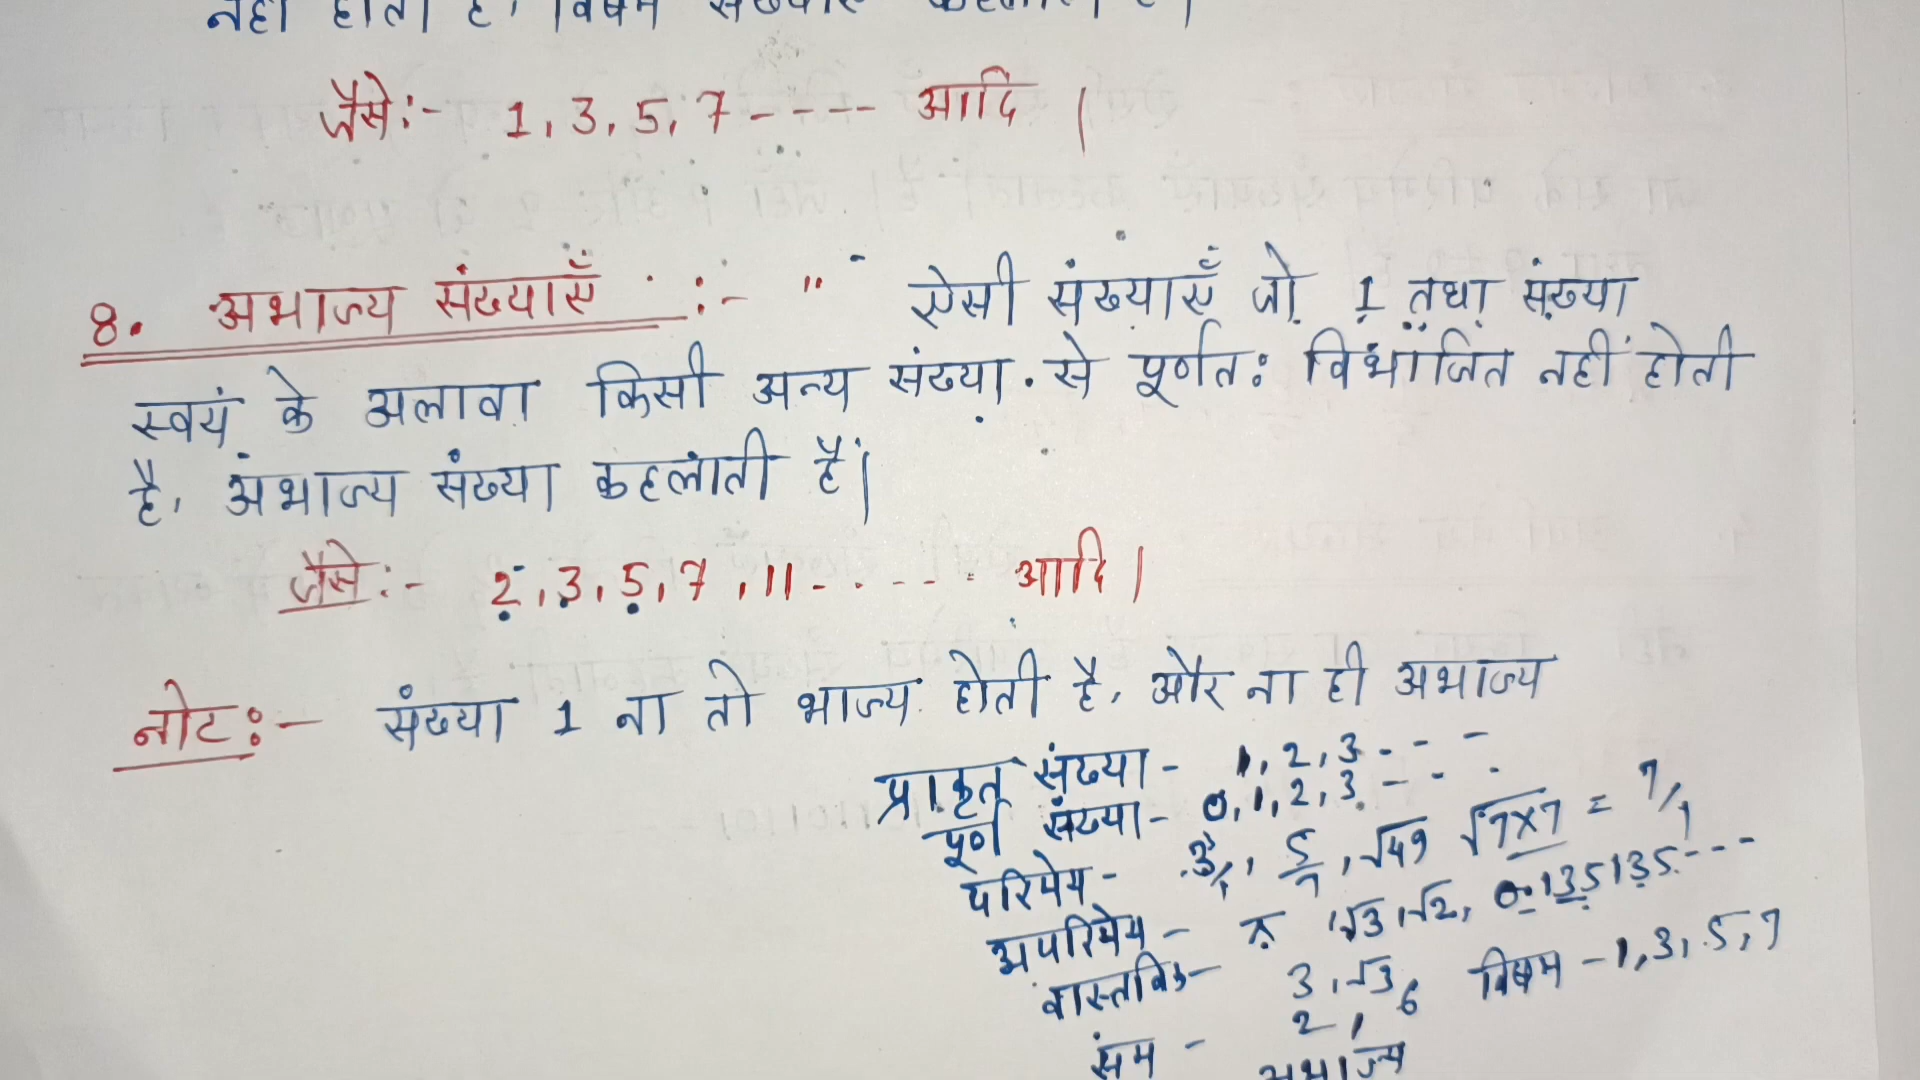 नहीं होती है, विषम संख्याएँ कहलाती है।
जैसे:- 1, 3, 5, 7 ---- आदि।
8. अभाज्य संख्याएँ :- " ऐसी संख्याएँ जो 1 तथा संख्या
स्वयं के अलावा किसी अन्य संख्या से पूर्णत: विभाजित नहीं होती
है, अभाज्य संख्या कहलाती है।
जैसे:- 2, 3, 5, 7, 11 ----- आदि।
नोट:- संख्या 1 ना तो भाज्य होती है, और ना ही अभाज्य
प्राकृत संख्या - 1, 2, 3 - - -
पूर्ण संख्या - 0, 1, 2, 3 - - -
परिमेय - 3/1, 5/7, √49 √7×7 = 7/1
अपरिमेय - π, √3, √2, 0.135135---
वास्तविक - 3, √3 विषम - 1, 3, 5, 7
सम - 2, 6
अभाज्य